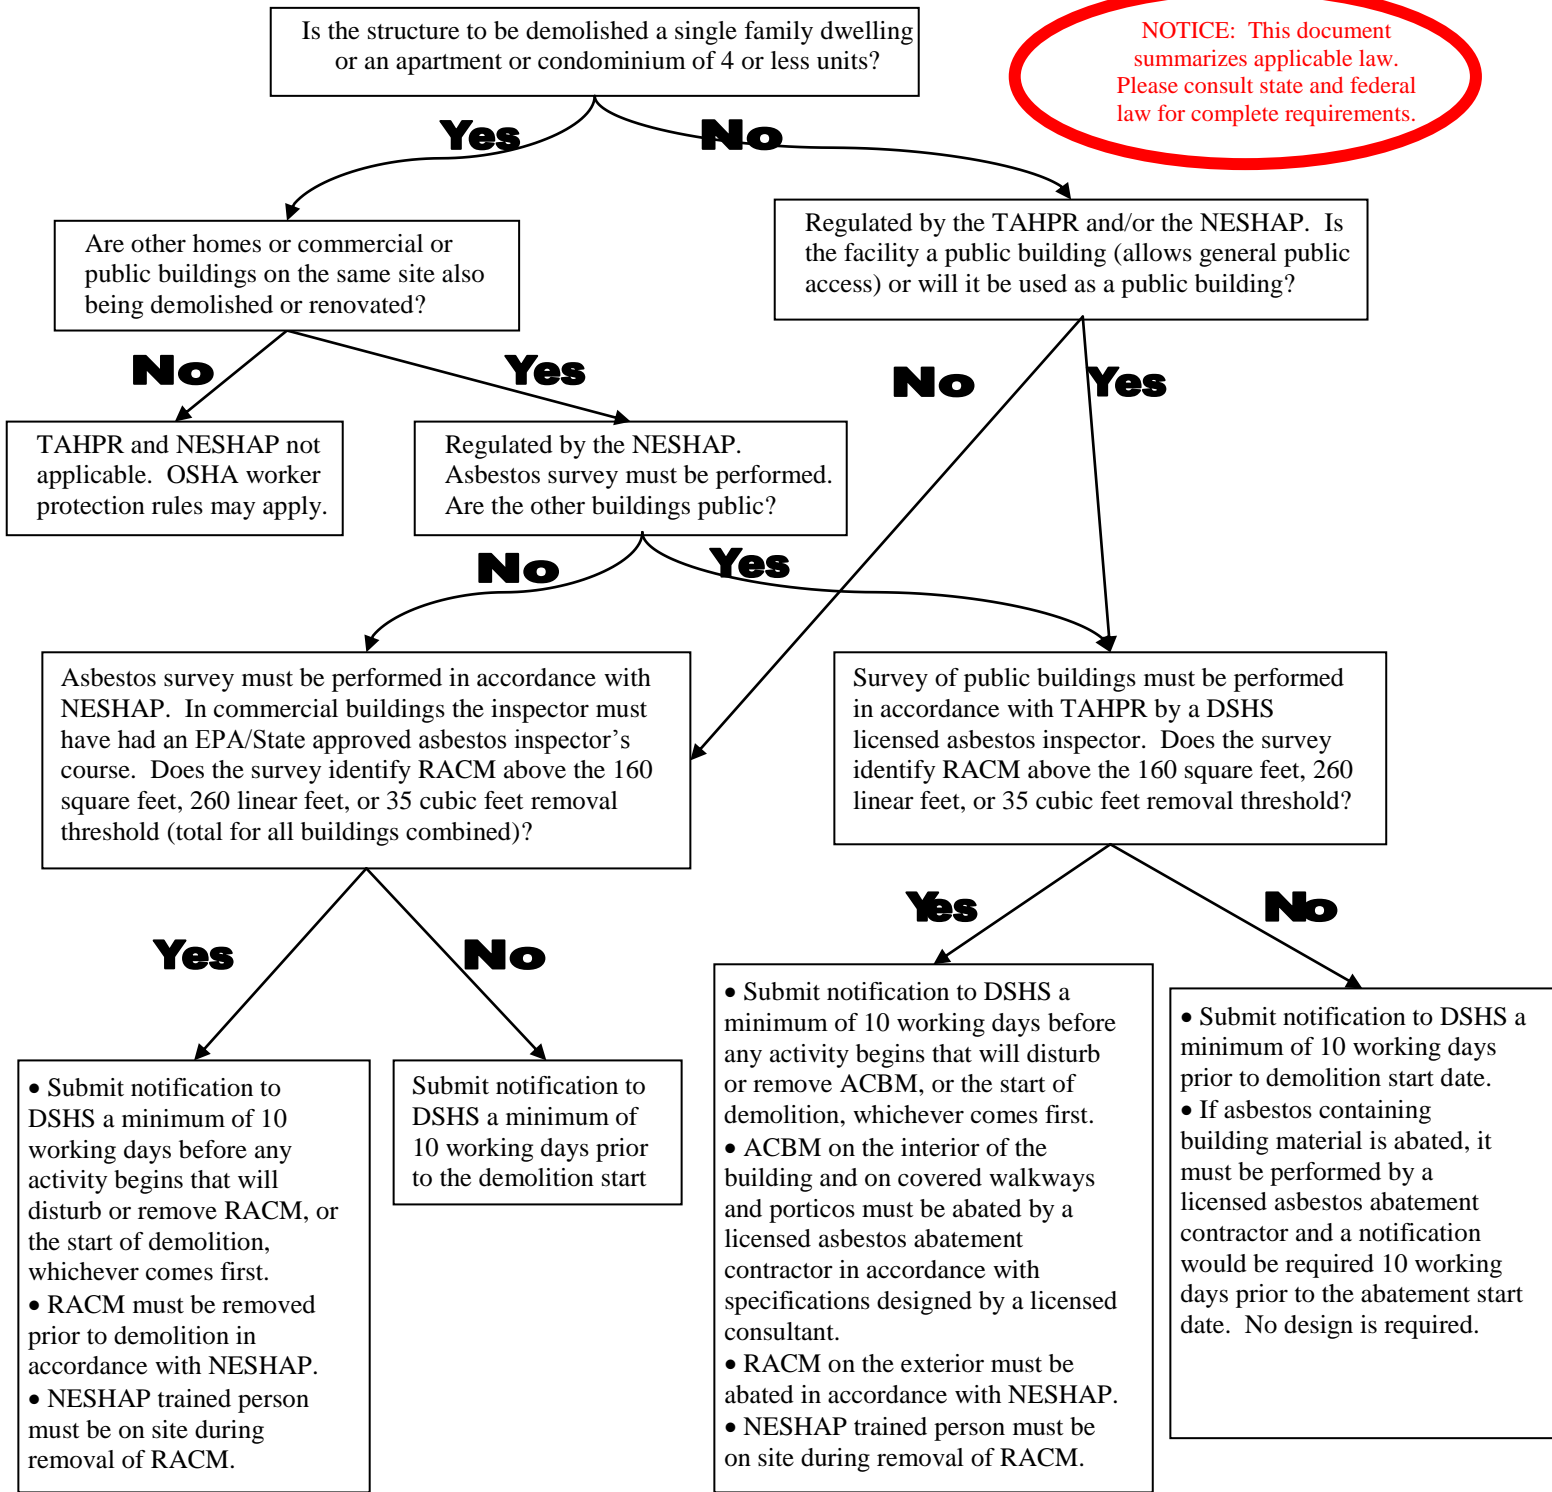 Is the structure to be demolished a single family dwelling
or an apartment or condominium of 4 or less units?
NOTICE: This document
summarizes applicable law.
Please consult state and federal
law for complete requirements.
Yes
No
Are other homes or commercial or
public buildings on the same site also
being demolished or renovated?
Regulated by the TAHPR and/or the NESHAP. Is
the facility a public building (allows general public
access) or will it be used as a public building?
No
Yes
No
Yes
TAHPR and NESHAP not
applicable. OSHA worker
protection rules may apply.
Regulated by the NESHAP.
Asbestos survey must be performed.
Are the other buildings public?
No
Yes
Asbestos survey must be performed in accordance with
NESHAP. In commercial buildings the inspector must
have had an EPA/State approved asbestos inspector's
course. Does the survey identify RACM above the 160
square feet, 260 linear feet, or 35 cubic feet removal
threshold (total for all buildings combined)?
Survey of public buildings must be performed
in accordance with TAHPR by a DSHS
licensed asbestos inspector. Does the survey
identify RACM above the 160 square feet, 260
linear feet, or 35 cubic feet removal threshold?
Yes
No
Yes
No
• Submit notification to
DSHS a minimum of 10
working days before any
activity begins that will
disturb or remove RACM, or
the start of demolition,
whichever comes first.
• RACM must be removed
prior to demolition in
accordance with NESHAP.
• NESHAP trained person
must be on site during
removal of RACM.
Submit notification to
DSHS a minimum of
10 working days prior
to the demolition start
• Submit notification to DSHS a
minimum of 10 working days before
any activity begins that will disturb
or remove ACBM, or the start of
demolition, whichever comes first.
• ACBM on the interior of the
building and on covered walkways
and porticos must be abated by a
licensed asbestos abatement
contractor in accordance with
specifications designed by a licensed
consultant.
• RACM on the exterior must be
abated in accordance with NESHAP.
• NESHAP trained person must be
on site during removal of RACM.
• Submit notification to DSHS a
minimum of 10 working days
prior to demolition start date.
• If asbestos containing
building material is abated, it
must be performed by a
licensed asbestos abatement
contractor and a notification
would be required 10 working
days prior to the abatement start
date. No design is required.